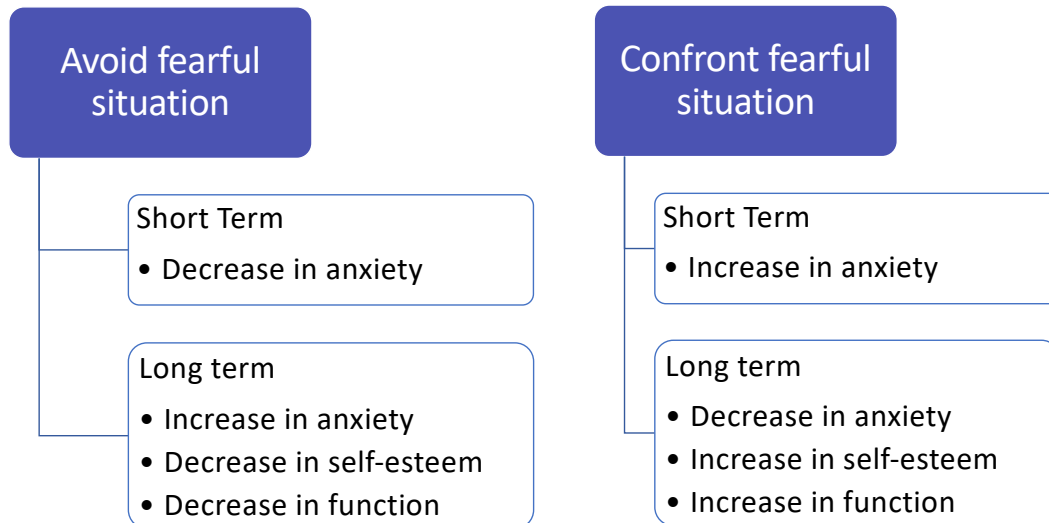 Avoid fearful
situation
Short Term
• Decrease in anxiety
Long term
• Increase in anxiety
• Decrease in self-esteem
• Decrease in function
Confront fearful
situation
Short Term
• Increase in anxiety
Long term
• Decrease in anxiety
• Increase in self-esteem
• Increase in function